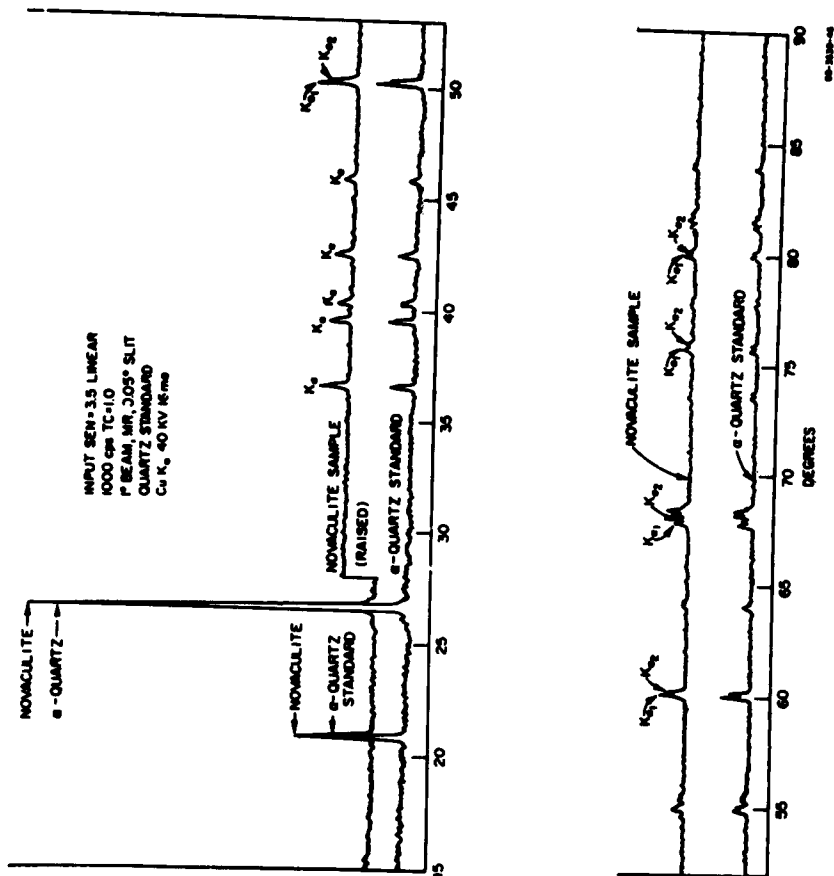 INPUT SEN = 3.5 LINEAR
1000 cps TC=1.0
1° BEAM, MR, 0.05° SLIT
QUARTZ STANDARD
Cu Kα 40 KV 16 ma
NOVACULITE
α-QUARTZ
NOVACULITE
α-QUARTZ
STANDARD
NOVACULITE SAMPLE
(RAISED)
α-QUARTZ STANDARD
Kα
Kα
Kα
Kα
Kα
Kα1
Kα2
15
20
25
30
35
40
45
50
Kα1
Kα2
Kα1
Kα2
NOVACULITE SAMPLE
Kα1
Kα2
Kα1
Kα2
α-QUARTZ STANDARD
55
60
65
70
75
80
85
90
DEGREES